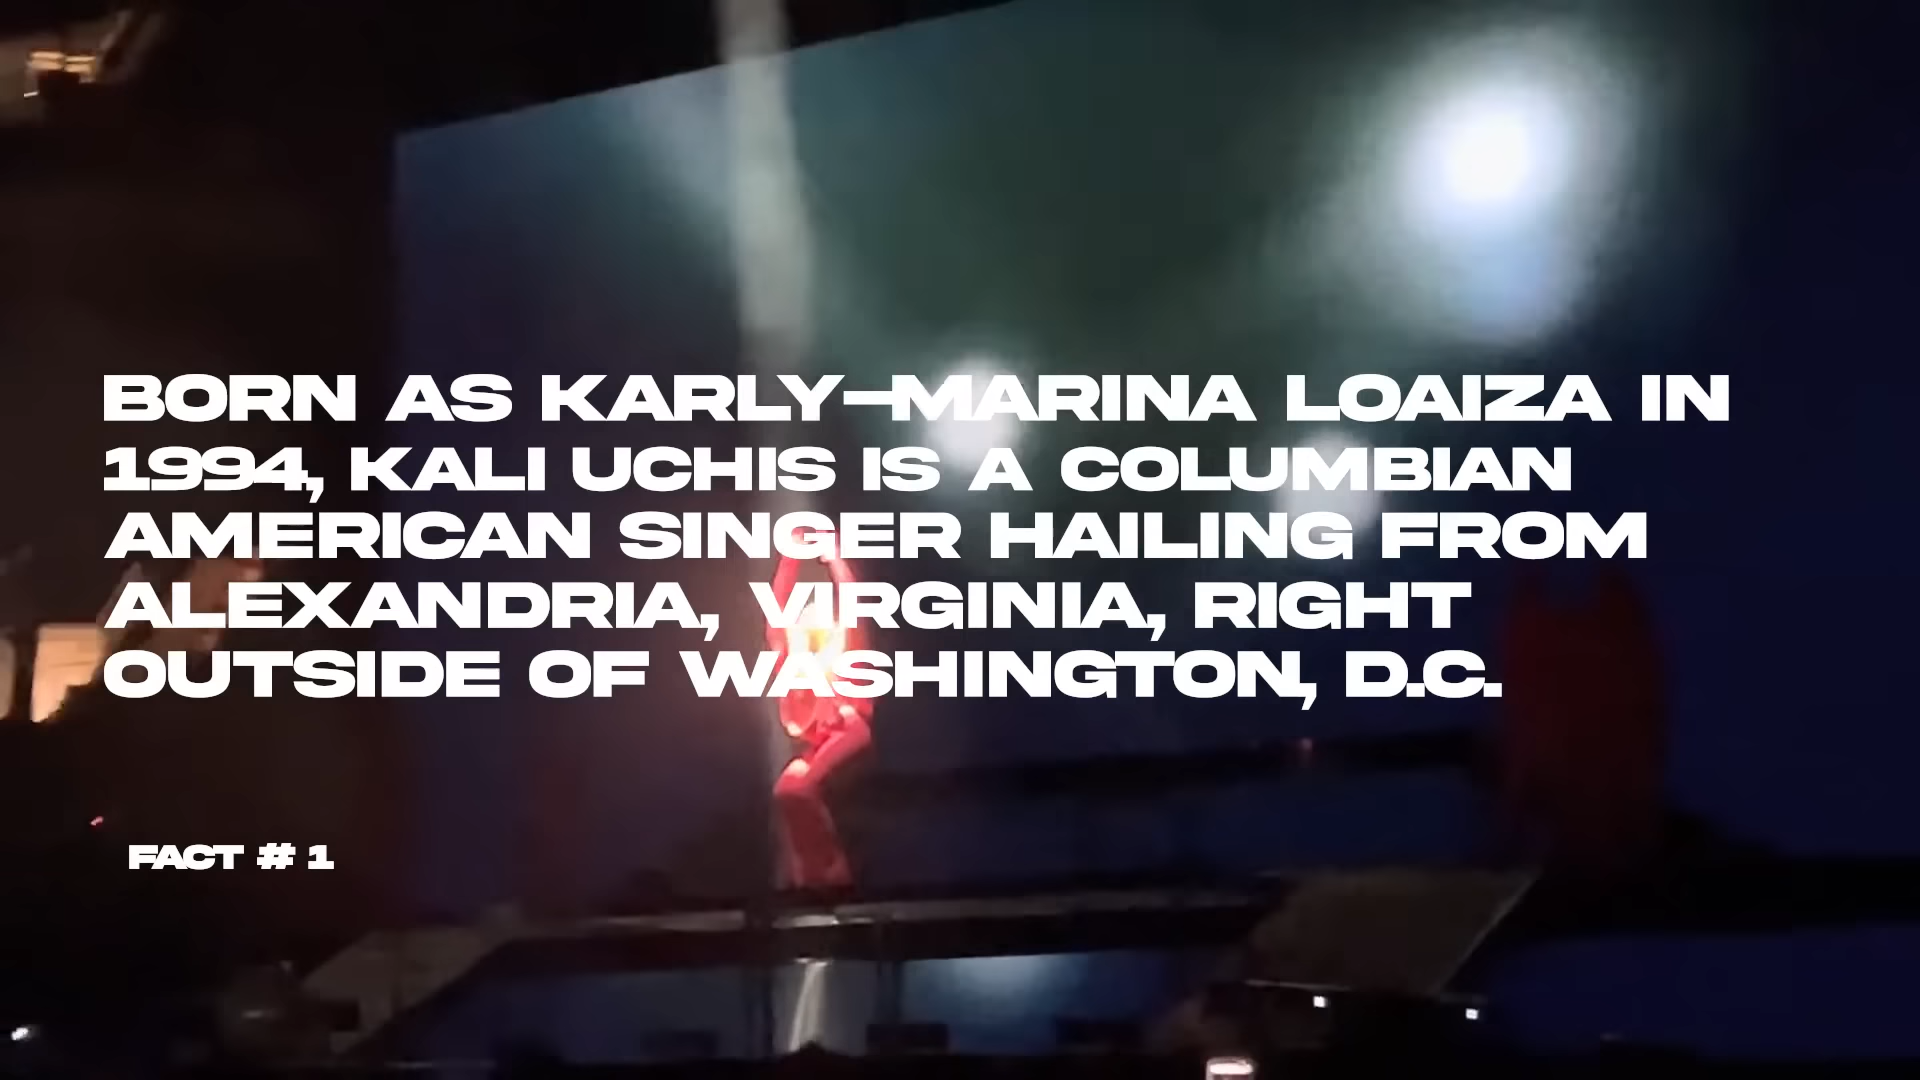 BORN AS KARLY-MARINA LOAIZA IN
1994, KALI UCHIS IS A COLUMBIAN
AMERICAN SINGER HAILING FROM
ALEXANDRIA, VIRGINIA, RIGHT
OUTSIDE OF WASHINGTON, D.C.
FACT # 1